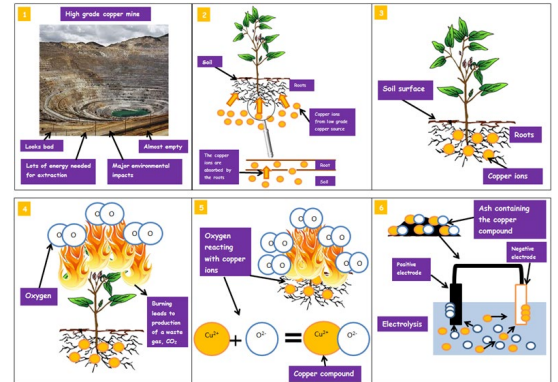 1
High grade copper mine
Looks bad
Almost empty
Lots of energy needed
for extraction
Major environmental
impacts
2
Soil
Roots
Copper ions
from low grade
copper source
The copper
ions are
absorbed by
the roots
Root
Soil
3
Soil surface
Roots
Copper ions
4
O O
O O
O O
O O
Oxygen
Burning
leads to
production
of a waste
gas, CO₂
5
Oxygen
reacting
with copper
ions
O O
O O
O O
O O
Cu²⁺ + O²⁻ = Cu²⁺ O²⁻
Copper compound
6
Ash containing
the copper
compound
Negative
electrode
Positive
electrode
Electrolysis